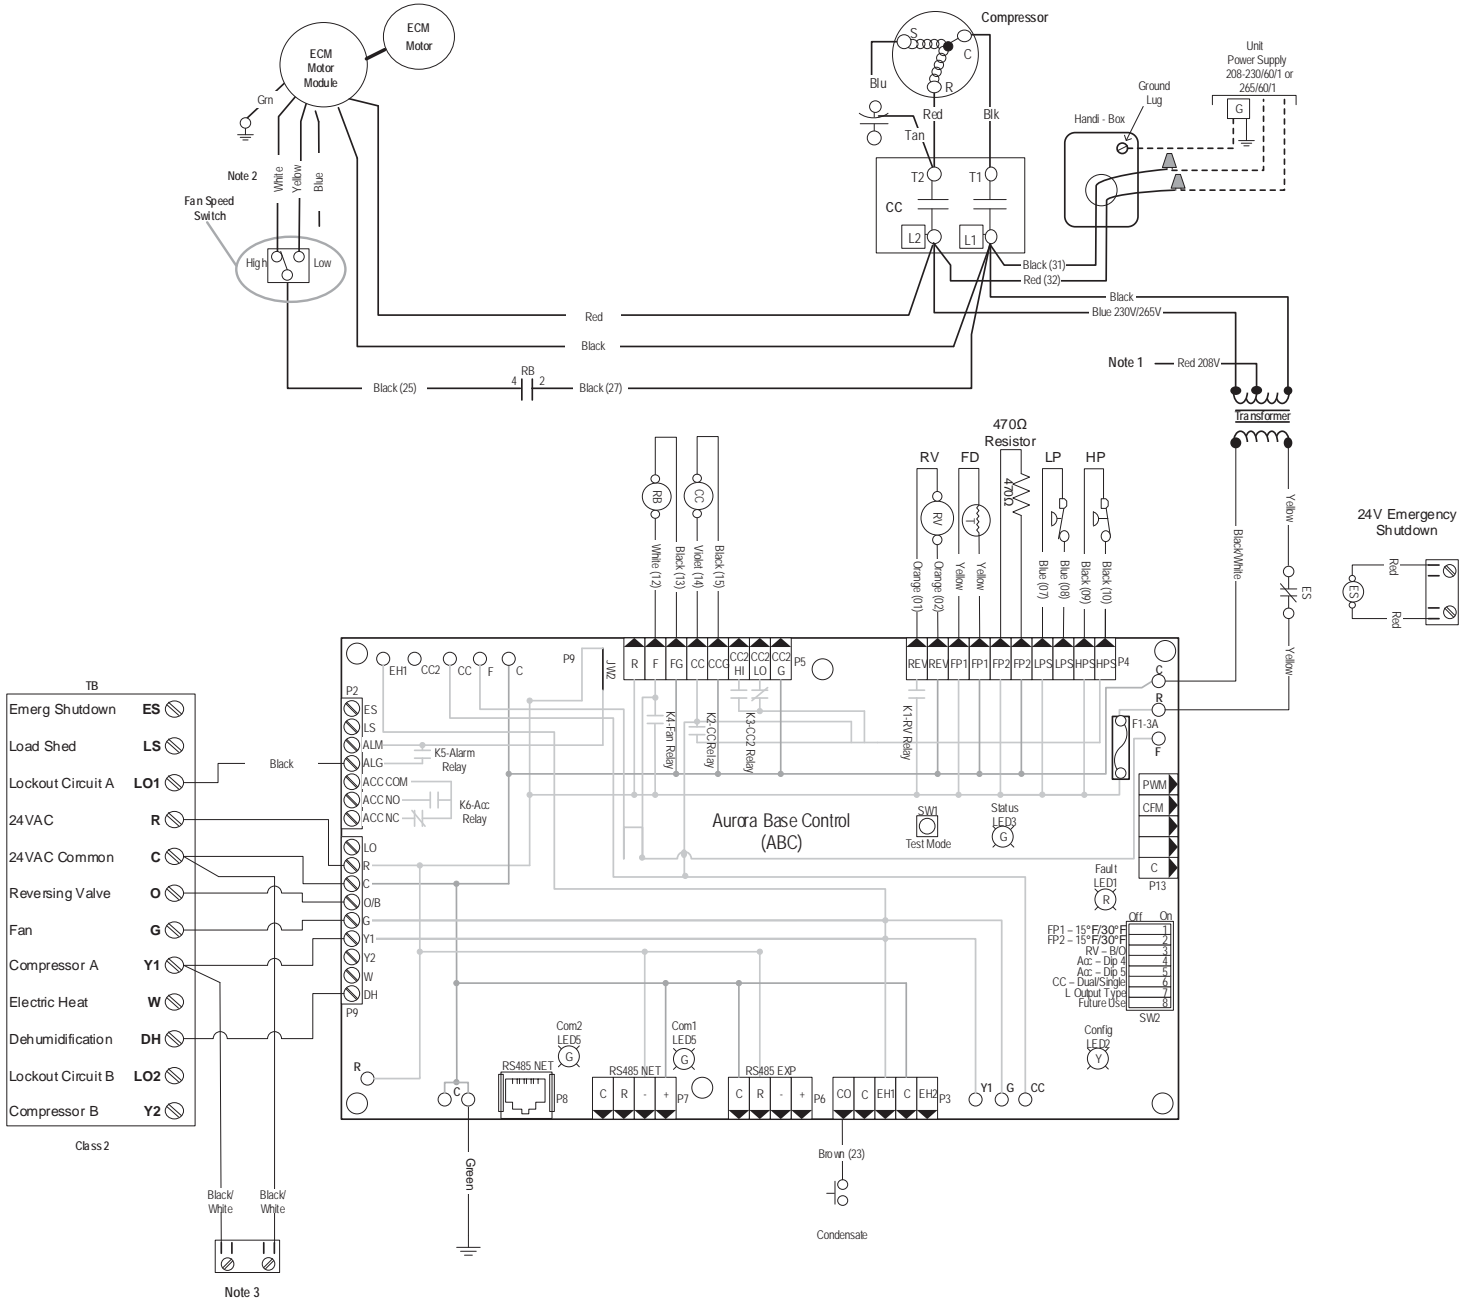 ECM
Motor
ECM
Motor
Module
Grn
White
Yellow
Blue
Note 2
Fan Speed
Switch
High
Low
Compressor
S
C
R
Blu
Red
Blk
Tan
T2
T1
CC
L2
L1
Handi - Box
Ground
Lug
Unit
Power Supply
208-230/60/1 or
265/60/1
G
Black (31)
Red (32)
Black
Blue 230V/265V
Note 1
Red 208V
Transformer
Red
Black
Black (25)
RB
4
2
Black (27)
Yellow
Black/White
ES
Yellow
24V Emergency
Shutdown
Red
ES
Red
RB
CC
White (12)
Black (13)
Violet (14)
Black (15)
RV
FD
470Ω
Resistor
LP
HP
RV
T
470Ω
Orange (01)
Orange (02)
Yellow
Yellow
Blue (07)
Blue (08)
Black (09)
Black (10)
EH1
CC2
CC
F
C
P9
JW2
R
F
FG
CC
CCG
CC2
HI
CC2
LO
CC2
G
P5
REV
REV
FP1
FP1
FP2
FP2
LPS
LPS
HPS
HPS
P4
C
R
F1-3A
F
K4-Fan Relay
K2-CCRelay
K3-CC2 Relay
K1-RV Relay
P2
ES
LS
ALM
ALG
ACC COM
ACC NO
ACC NC
K5-Alarm
Relay
K6-Acc
Relay
LO
R
C
O/B
G
Y1
Y2
W
DH
P9
TB
Emerg Shutdown ES
Load Shed LS
Lockout Circuit A LO1
24VAC R
24VAC Common C
Reversing Valve O
Fan G
Compressor A Y1
Electric Heat W
Dehumidification DH
Lockout Circuit B LO2
Compressor B Y2
Class 2
Black
Aurora Base Control
(ABC)
SW1
Test Mode
Status
LED3
G
PWM
CFM
C
P13
Fault
LED1
R
Off
On
FP1 – 15°F/30°F 1
FP2 – 15°F/30°F 2
RV – B/O 3
Acc – Dip 4 4
Acc – Dip 5 5
CC – Dual/Single 6
L Output Type 7
Future Use 8
SW2
Config
LED2
Y
Com2
LED5
G
Com1
LED5
G
R
C
RS485 NET
P8
RS485 NET
C
R
-
+
P7
RS485 EXP
C
R
-
+
P6
CO
C
EH1
C
EH2
P3
Y1
G
CC
Green
Brown (23)
Condensate
Black/
White
Black/
White
Note 3